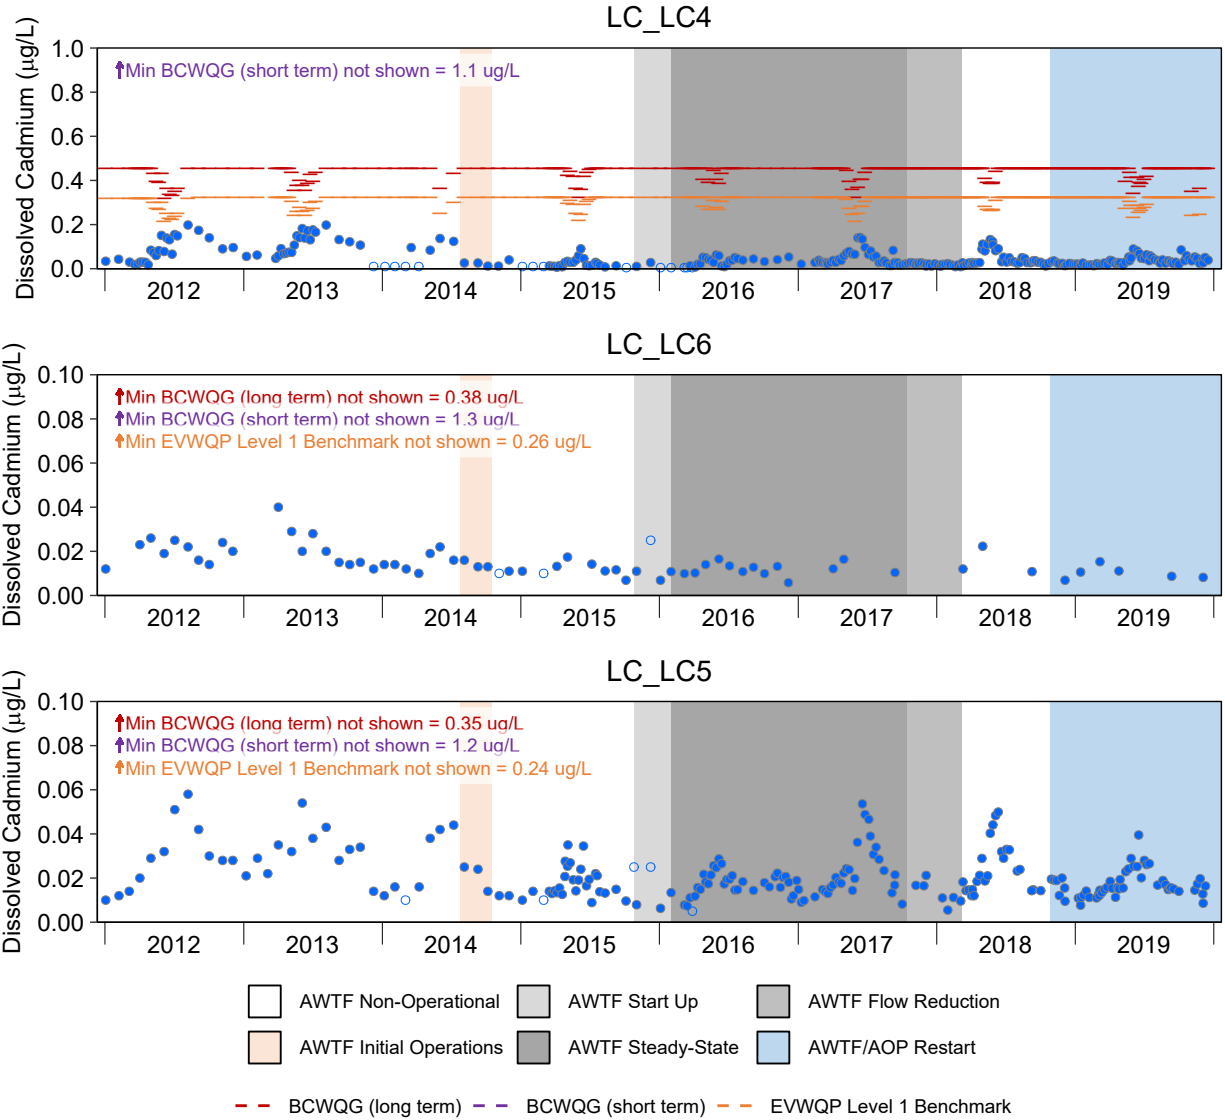 LC_LC4
Dissolved Cadmium (µg/L)
1.0
0.8
0.6
0.4
0.2
0.0
↑Min BCWQG (short term) not shown = 1.1 ug/L
2012 2013 2014 2015 2016 2017 2018 2019
LC_LC6
Dissolved Cadmium (µg/L)
0.10
0.08
0.06
0.04
0.02
0.00
↑Min BCWQG (long term) not shown = 0.38 ug/L
↑Min BCWQG (short term) not shown = 1.3 ug/L
↑Min EVWQP Level 1 Benchmark not shown = 0.26 ug/L
2012 2013 2014 2015 2016 2017 2018 2019
LC_LC5
Dissolved Cadmium (µg/L)
0.10
0.08
0.06
0.04
0.02
0.00
↑Min BCWQG (long term) not shown = 0.35 ug/L
↑Min BCWQG (short term) not shown = 1.2 ug/L
↑Min EVWQP Level 1 Benchmark not shown = 0.24 ug/L
2012 2013 2014 2015 2016 2017 2018 2019
AWTF Non-Operational AWTF Start Up AWTF Flow Reduction
AWTF Initial Operations AWTF Steady-State AWTF/AOP Restart
BCWQG (long term) BCWQG (short term) EVWQP Level 1 Benchmark